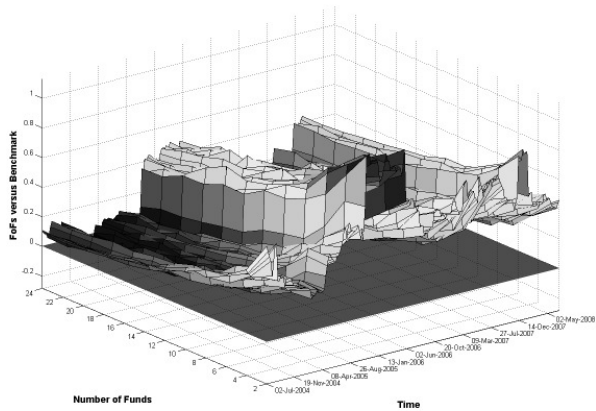 FoFs versus Benchmark
1
0.8
0.6
0.4
0.2
0
-0.2
24
22
20
18
16
14
12
10
8
6
4
2
Number of Funds
02-Jul-2004
19-Nov-2004
08-Apr-2005
26-Aug-2005
13-Jan-2006
02-Jun-2006
20-Oct-2006
09-Mar-2007
27-Jul-2007
14-Dec-2007
02-May-2008
Time